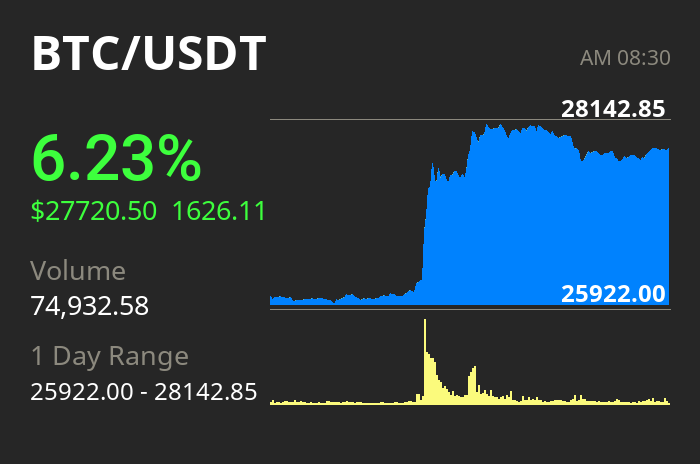 BTC/USDT
AM 08:30
28142.85
6.23%
$27720.50 1626.11
Volume
74,932.58
25922.00
1 Day Range
25922.00 - 28142.85